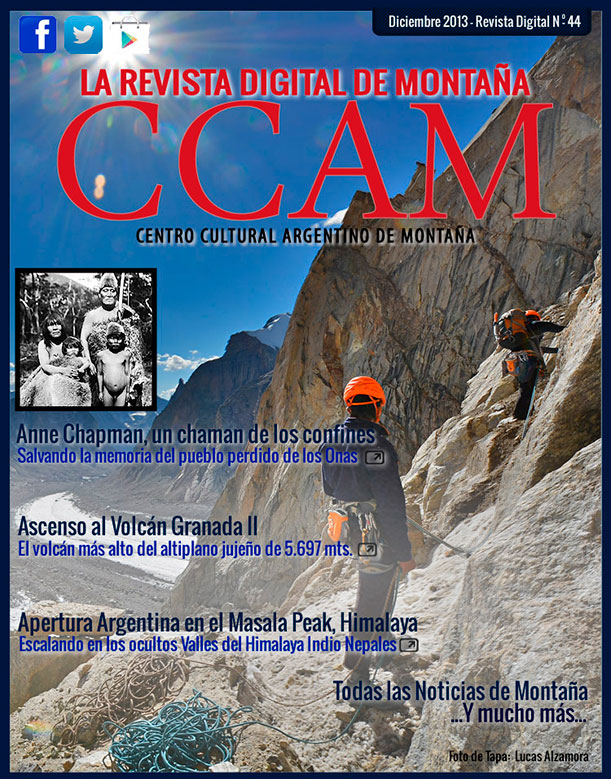 Diciembre 2013 - Revista Digital Nº 44
LA REVISTA DIGITAL DE MONTAÑA
CCAM
CENTRO CULTURAL ARGENTINO DE MONTAÑA
Anne Chapman, un chaman de los confines
Salvando la memoria del pueblo perdido de los Onas
Ascenso al Volcán Granada II
El volcán más alto del altiplano jujeño de 5.697 mts.
Apertura Argentina en el Masala Peak, Himalaya
Escalando en los ocultos Valles del Himalaya Indio Nepales
Todas las Noticias de Montaña
...Y mucho más...
Foto de Tapa: Lucas Alzamora